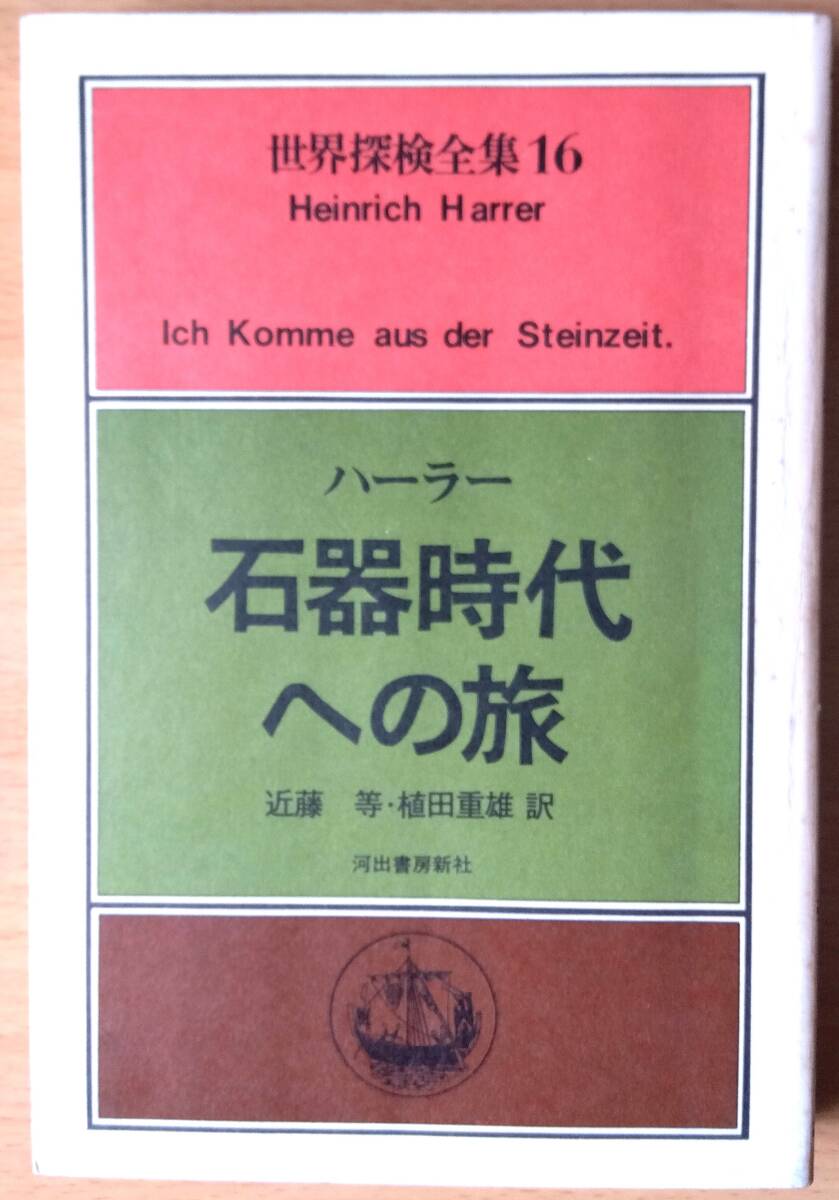 世界探検全集16
Heinrich Harrer
Ich Komme aus der Steinzeit.
ハーラー
石器時代
への旅
近藤 等・植田重雄 訳
河出書房新社